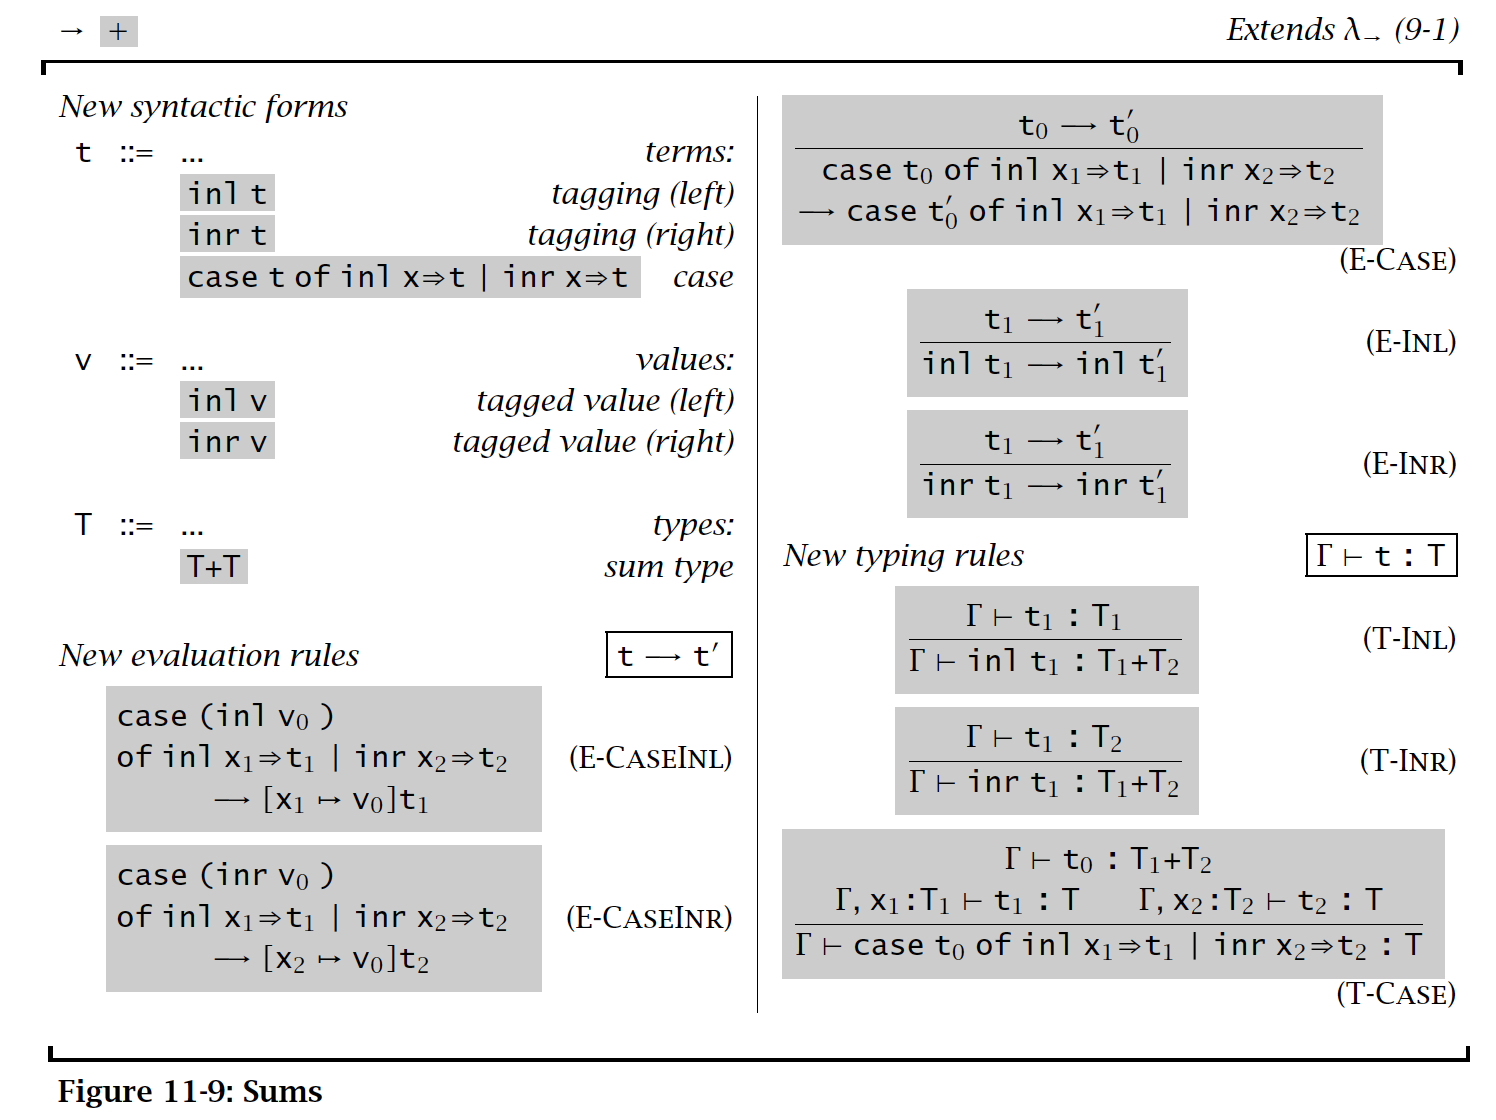 → + Extends λ→ (9-1)
New syntactic forms
t ::= ... terms:
inl t tagging (left)
inr t tagging (right)
case t of inl x⇒t | inr x⇒t case
v ::= ... values:
inl v tagged value (left)
inr v tagged value (right)
T ::= ... types:
T+T sum type
New evaluation rules t ⟶ t′
case (inl v₀ )
of inl x₁⇒t₁ | inr x₂⇒t₂ (E-CASEINL)
⟶ [x₁ ↦ v₀]t₁
case (inr v₀ )
of inl x₁⇒t₁ | inr x₂⇒t₂ (E-CASEINR)
⟶ [x₂ ↦ v₀]t₂
t₀ ⟶ t₀′
case t₀ of inl x₁⇒t₁ | inr x₂⇒t₂
⟶ case t₀′ of inl x₁⇒t₁ | inr x₂⇒t₂
(E-CASE)
t₁ ⟶ t₁′
inl t₁ ⟶ inl t₁′
(E-INL)
t₁ ⟶ t₁′
inr t₁ ⟶ inr t₁′
(E-INR)
New typing rules Γ ⊢ t : T
Γ ⊢ t₁ : T₁
Γ ⊢ inl t₁ : T₁+T₂
(T-INL)
Γ ⊢ t₁ : T₂
Γ ⊢ inr t₁ : T₁+T₂
(T-INR)
Γ ⊢ t₀ : T₁+T₂
Γ, x₁:T₁ ⊢ t₁ : T Γ, x₂:T₂ ⊢ t₂ : T
Γ ⊢ case t₀ of inl x₁⇒t₁ | inr x₂⇒t₂ : T
(T-CASE)
Figure 11-9: Sums